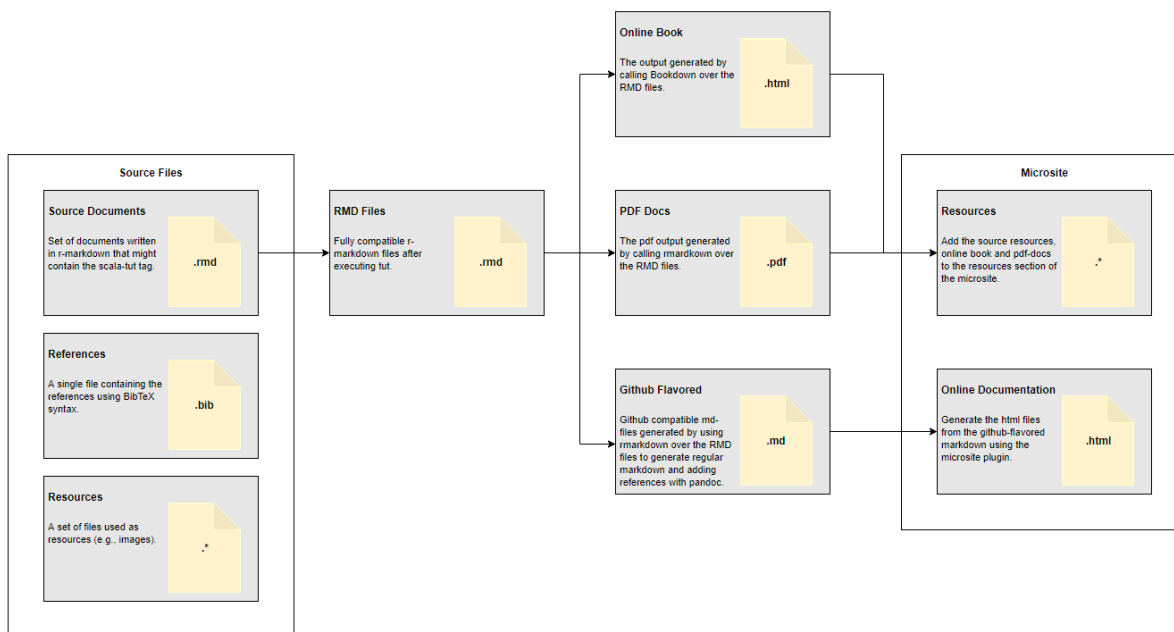 Source Files
Source Documents
Set of documents written
in r-markdown that might
contain the scala-tut tag.
.rmd
References
A single file containing the
references using BibTeX
syntax.
.bib
Resources
A set of files used as
resources (e.g., images).
.*
RMD Files
Fully compatible r-
markdown files after
executing tut.
.rmd
Online Book
The output generated by
calling Bookdown over the
RMD files.
.html
PDF Docs
The pdf output generated
by calling rmardkown over
the RMD files.
.pdf
Github Flavored
Github compatible md-
files generated by using
rmarkdown over the RMD
files to generate regular
markdown and adding
references with pandoc.
.md
Microsite
Resources
Add the source resources,
online book and pdf-docs
to the resources section of
the microsite.
.*
Online Documentation
Generate the html files
from the github-flavored
markdown using the
microsite plugin.
.html